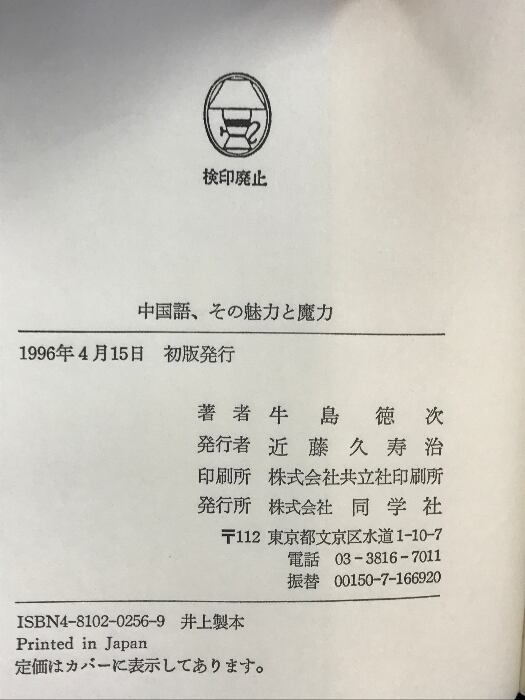 検印廃止
中国語、その魅力と魔力
1996年4月15日 初版発行
著者 牛島徳次
発行者 近藤久寿治
印刷所 株式会社共立社印刷所
発行所 株式会社 同学社
〒112 東京都文京区水道1-10-7
電話 03-3816-7011
振替 00150-7-166920
ISBN4-8102-0256-9 井上製本
Printed in Japan
定価はカバーに表示してあります。